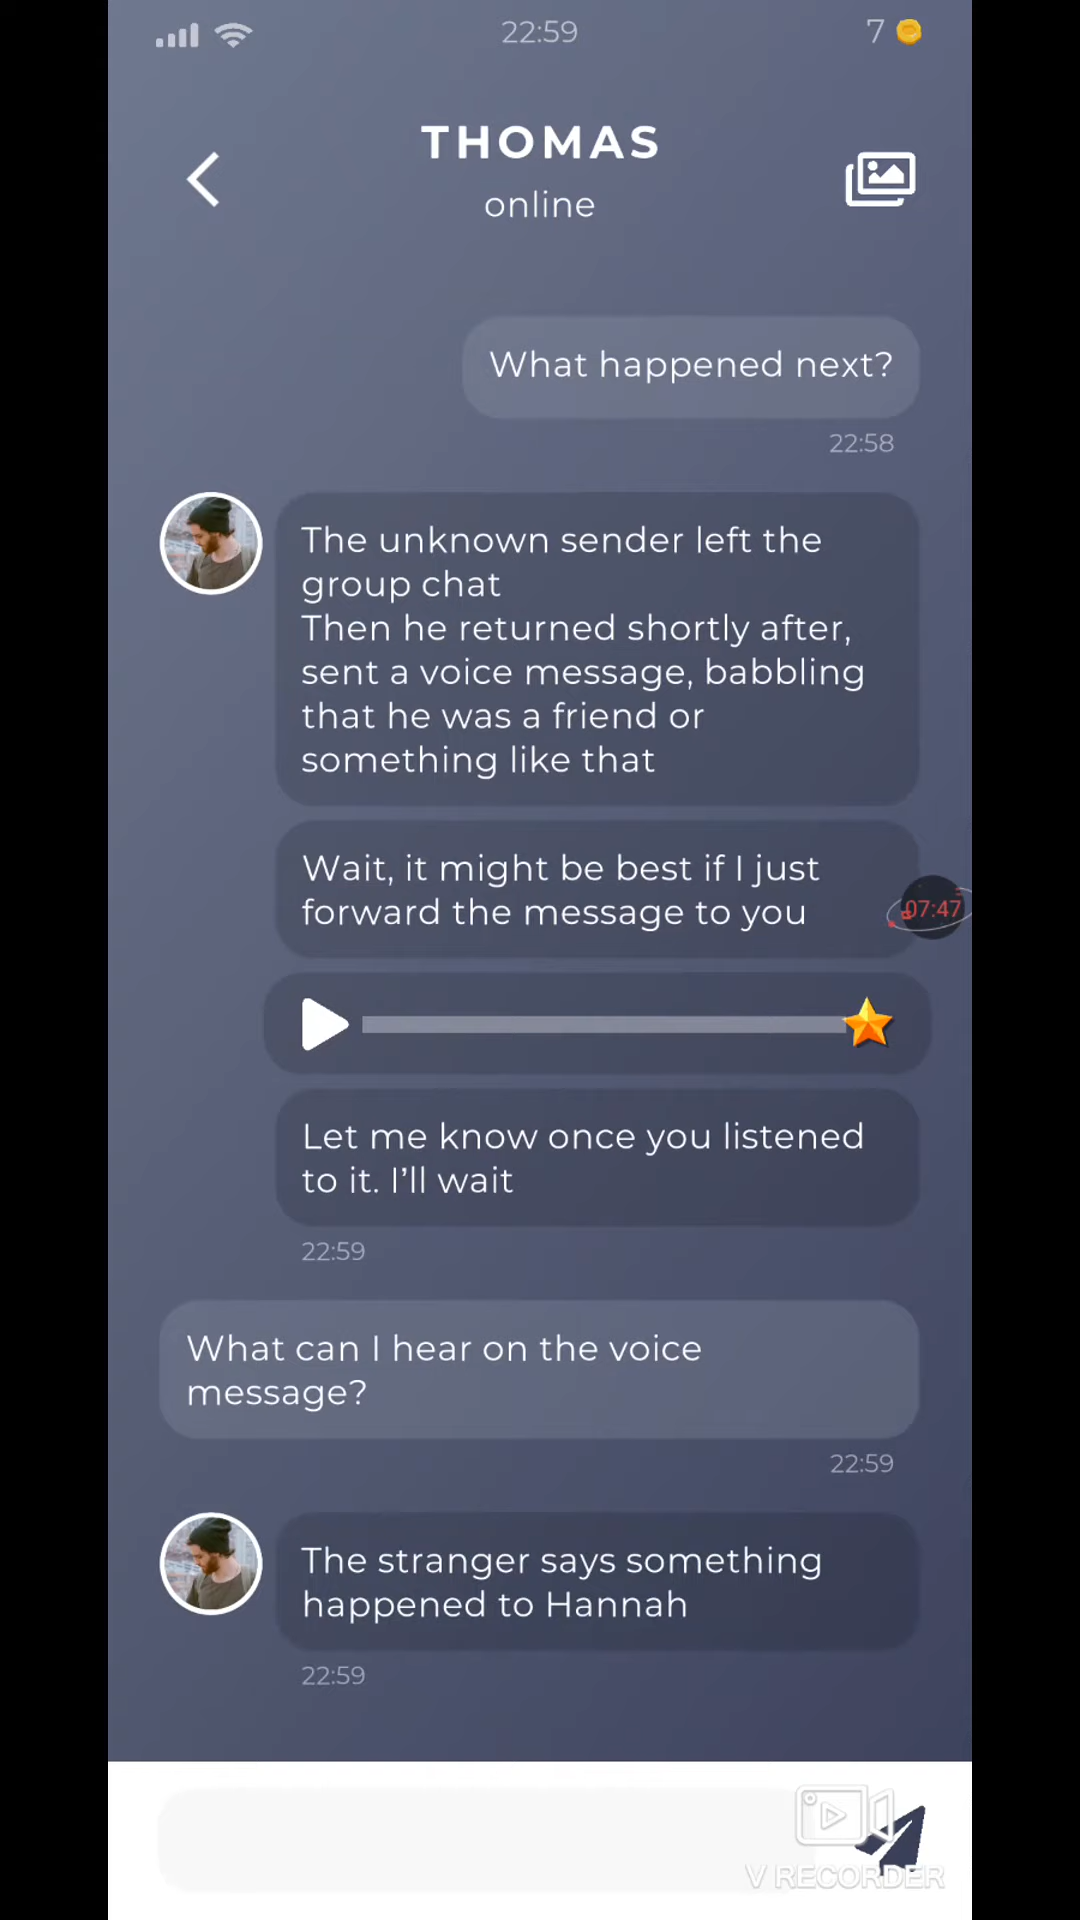 22:59
7
THOMAS
online
What happened next?
22:58
The unknown sender left the
group chat
Then he returned shortly after,
sent a voice message, babbling
that he was a friend or
something like that
Wait, it might be best if I just
forward the message to you
07:47
Let me know once you listened
to it. I’ll wait
22:59
What can I hear on the voice
message?
22:59
The stranger says something
happened to Hannah
22:59
V RECORDER